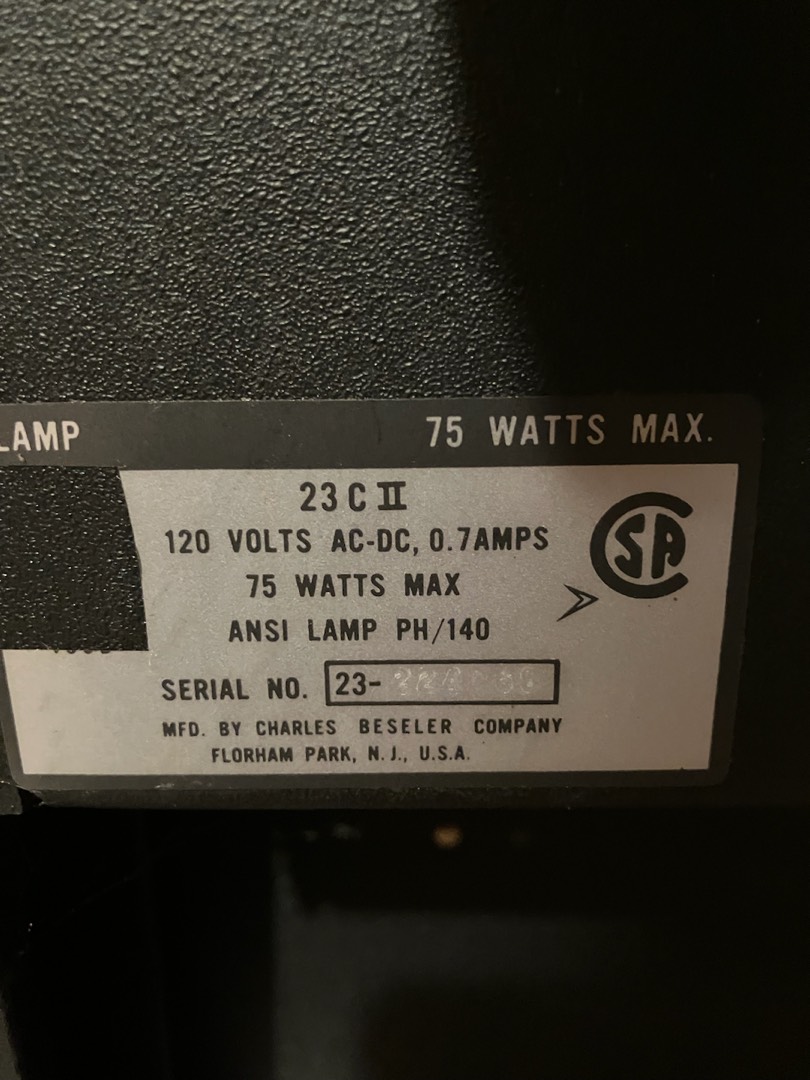 LAMP 75 WATTS MAX.
23 C II
120 VOLTS AC-DC, 0.7AMPS
75 WATTS MAX
ANSI LAMP PH/140
SERIAL NO. 23-
MFD. BY CHARLES BESELER COMPANY
FLORHAM PARK, N.J., U.S.A.
SA